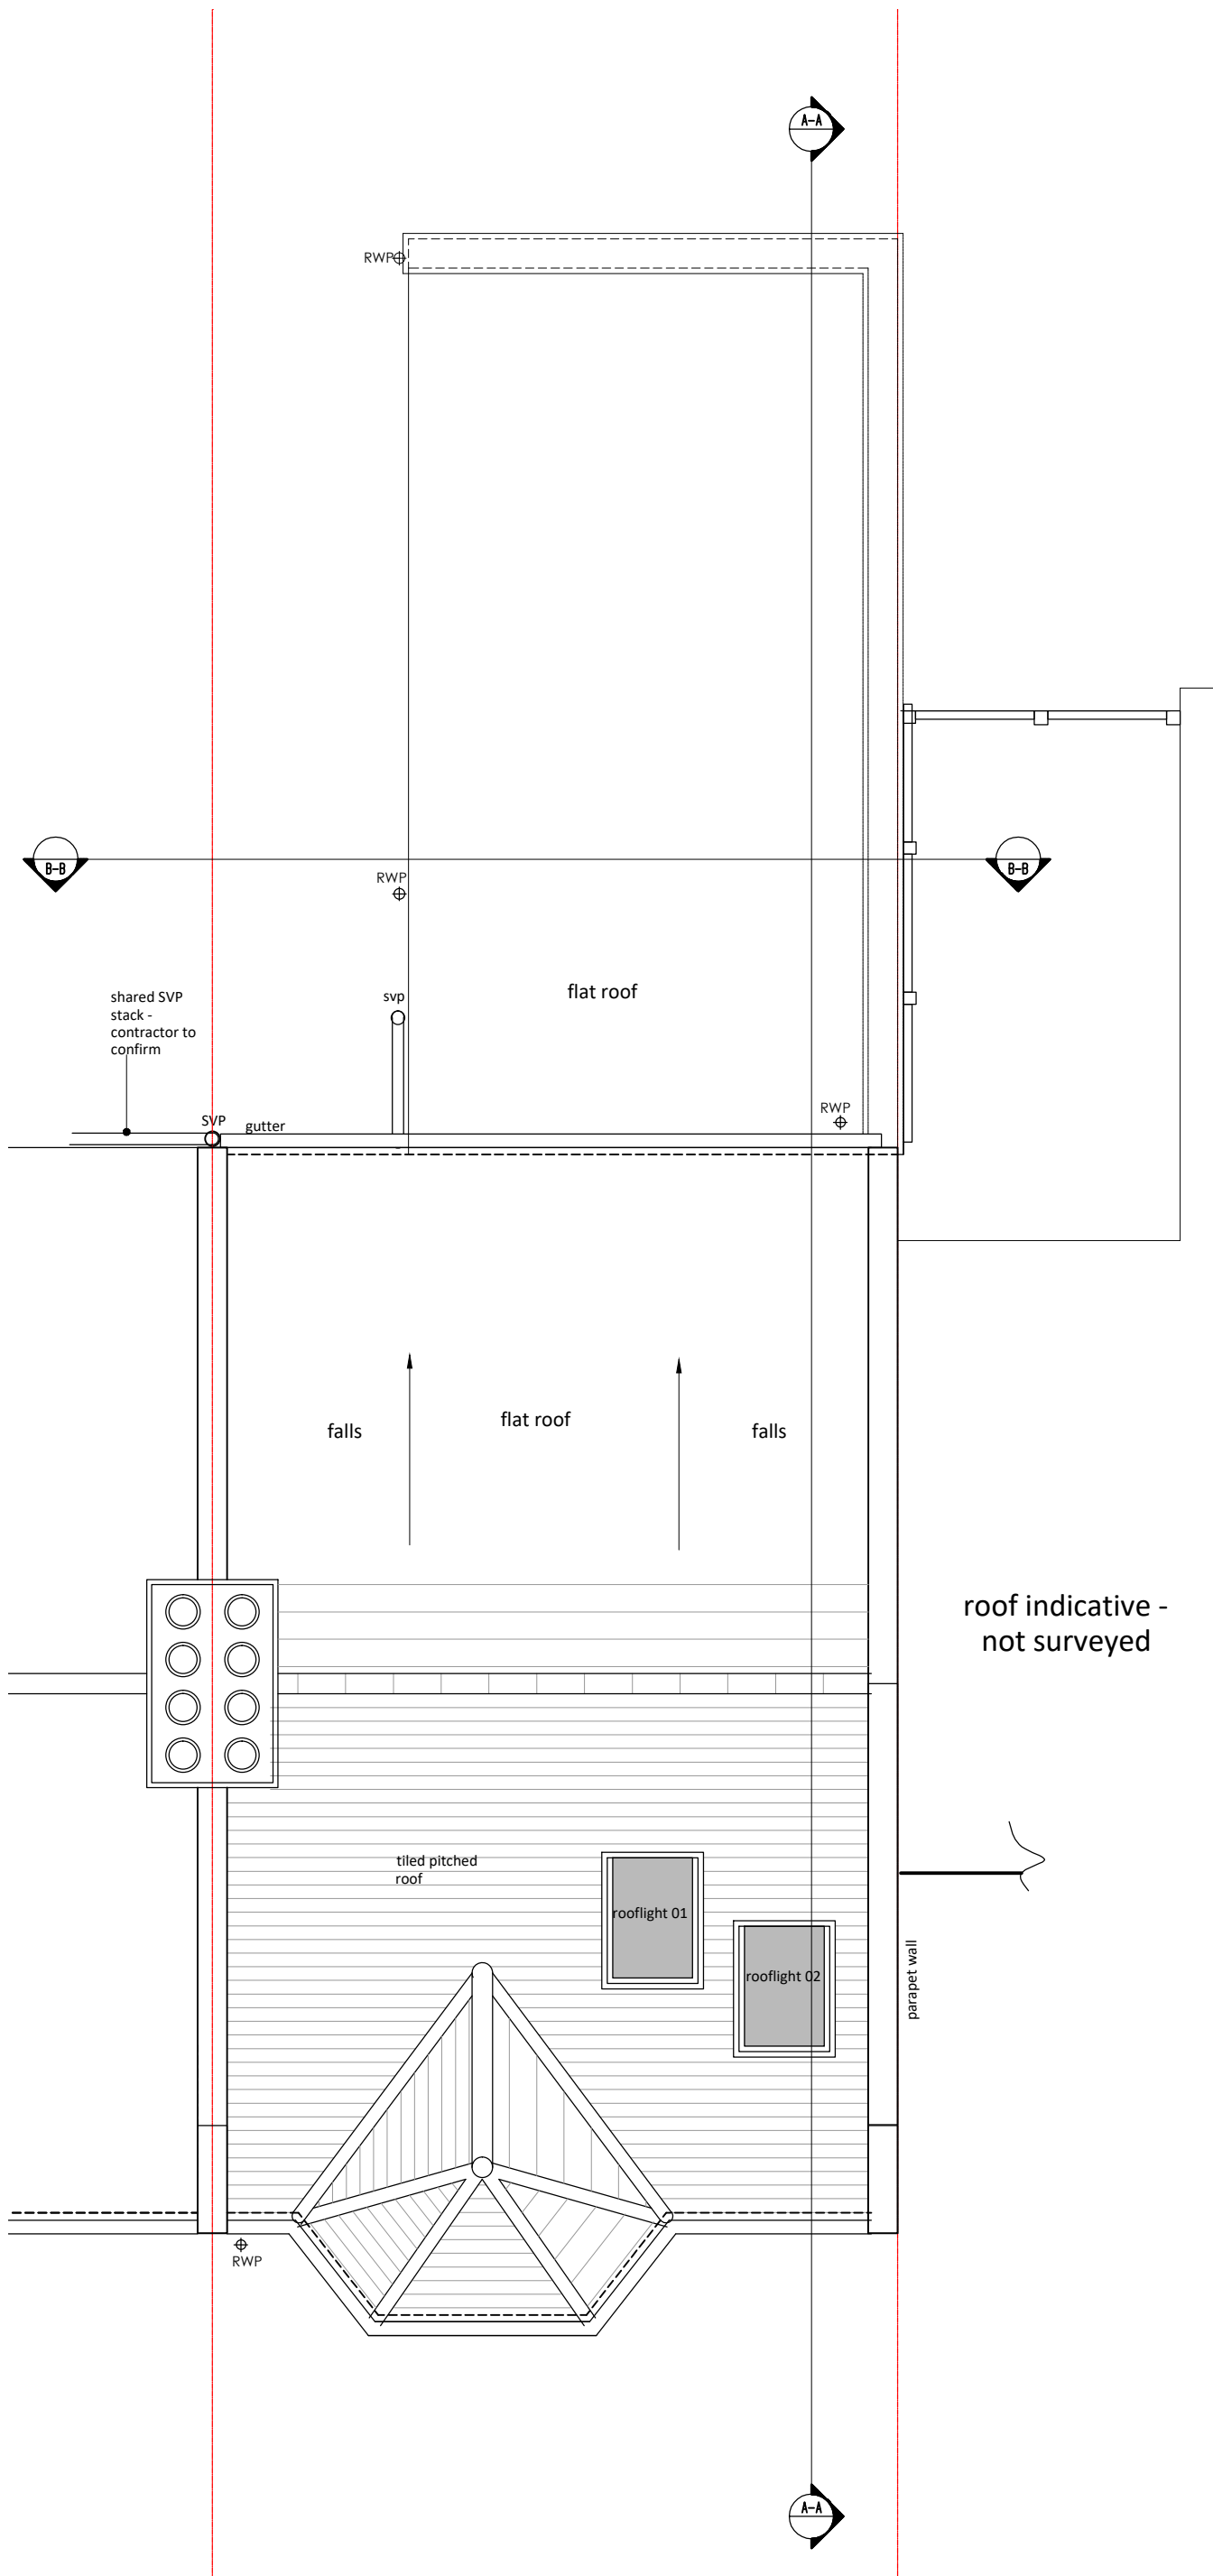 A-A
RWP
B-B
B-B
RWP
flat roof
shared SVP
stack -
contractor to
confirm
svp
RWP
SVP
gutter
flat roof
falls
falls
roof indicative -
not surveyed
tiled pitched
roof
rooflight 01
parapet wall
rooflight 02
RWP
A-A